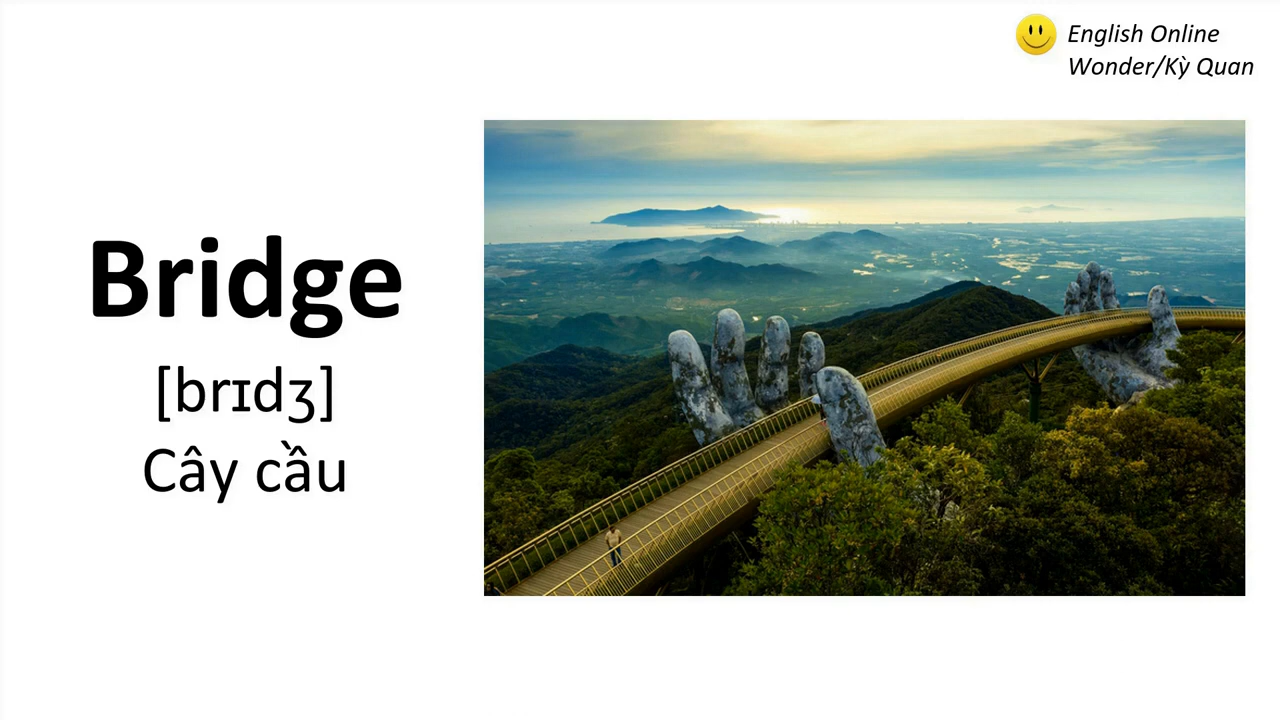 English Online
Wonder/Kỳ Quan
Bridge
[brɪdʒ]
Cây cầu